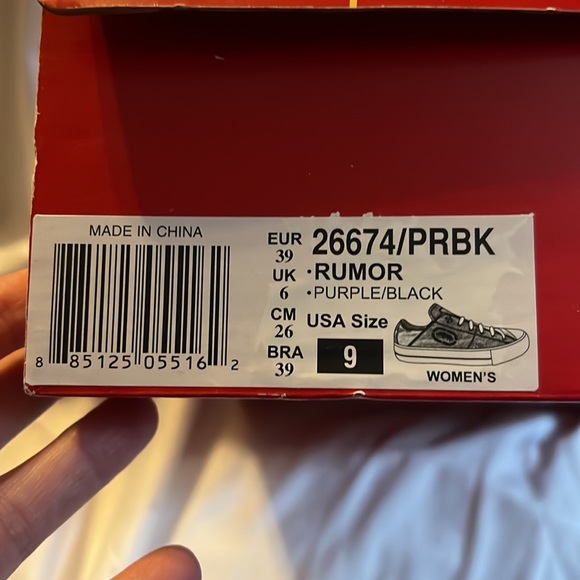 MADE IN CHINA
8 85125 05516 2
EUR
39
UK
6
CM
26
BRA
39
26674/PRBK
•RUMOR
•PURPLE/BLACK
USA Size
9
WOMEN'S